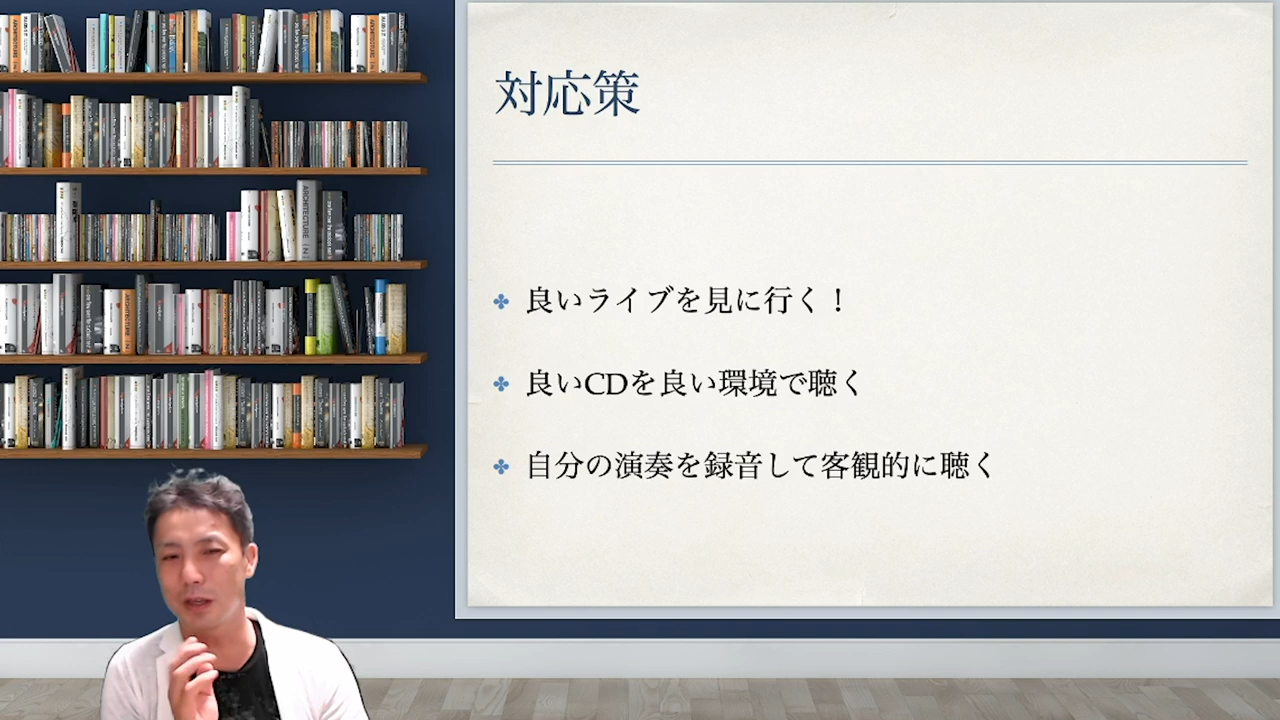 対応策
良いライブを見に行く！
良いCDを良い環境で聴く
自分の演奏を録音して客観的に聴く
ARCHITECTURE IN